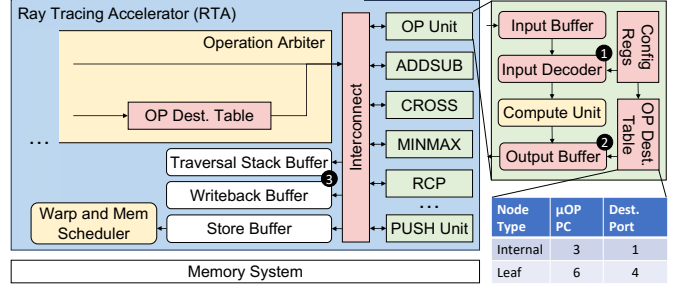 Ray Tracing Accelerator (RTA)
Operation Arbiter
OP Dest. Table
...
Traversal Stack Buffer
3
Writeback Buffer
Warp and Mem
Scheduler
Store Buffer
Interconnect
OP Unit
ADDSUB
CROSS
MINMAX
RCP
...
PUSH Unit
Memory System
Input Buffer
1
Input Decoder
Compute Unit
2
Output Buffer
Config
Regs
OP Dest.
Table
Node Type μOP PC Dest. Port
Internal 3 1
Leaf 6 4